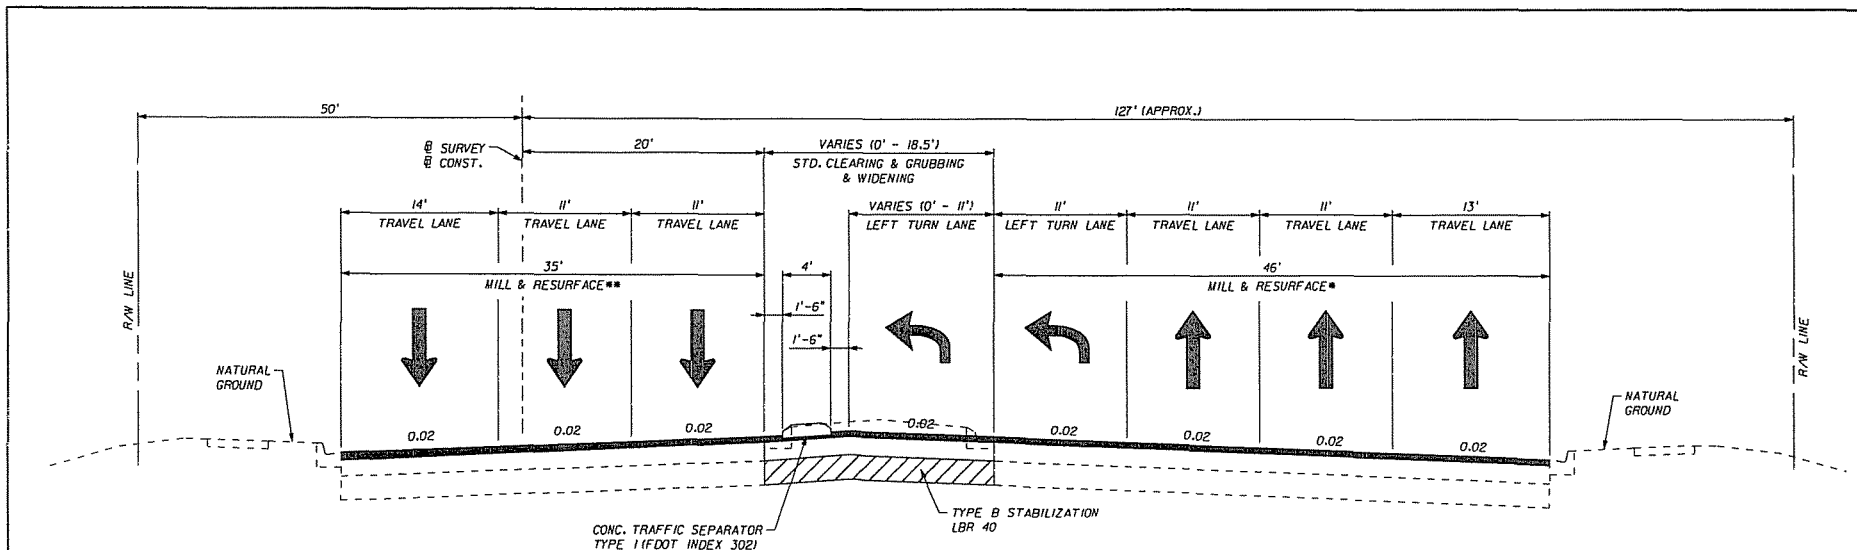 50'
127' (APPROX.)
₿ SURVEY
₿ CONST.
20'
VARIES (0' - 18.5')
STD. CLEARING & GRUBBING
& WIDENING
14'
TRAVEL LANE
11'
TRAVEL LANE
11'
TRAVEL LANE
VARIES (0' - 11')
LEFT TURN LANE
11'
LEFT TURN LANE
11'
TRAVEL LANE
11'
TRAVEL LANE
13'
TRAVEL LANE
35'
MILL & RESURFACE**
4'
46'
MILL & RESURFACE*
1'-6"
1'-6"
R/W LINE
R/W LINE
NATURAL
GROUND
NATURAL
GROUND
0.02
0.02
0.02
0.02
0.02
0.02
0.02
0.02
TYPE B STABILIZATION
LBR 40
CONC. TRAFFIC SEPARATOR
TYPE I (FDOT INDEX 302)